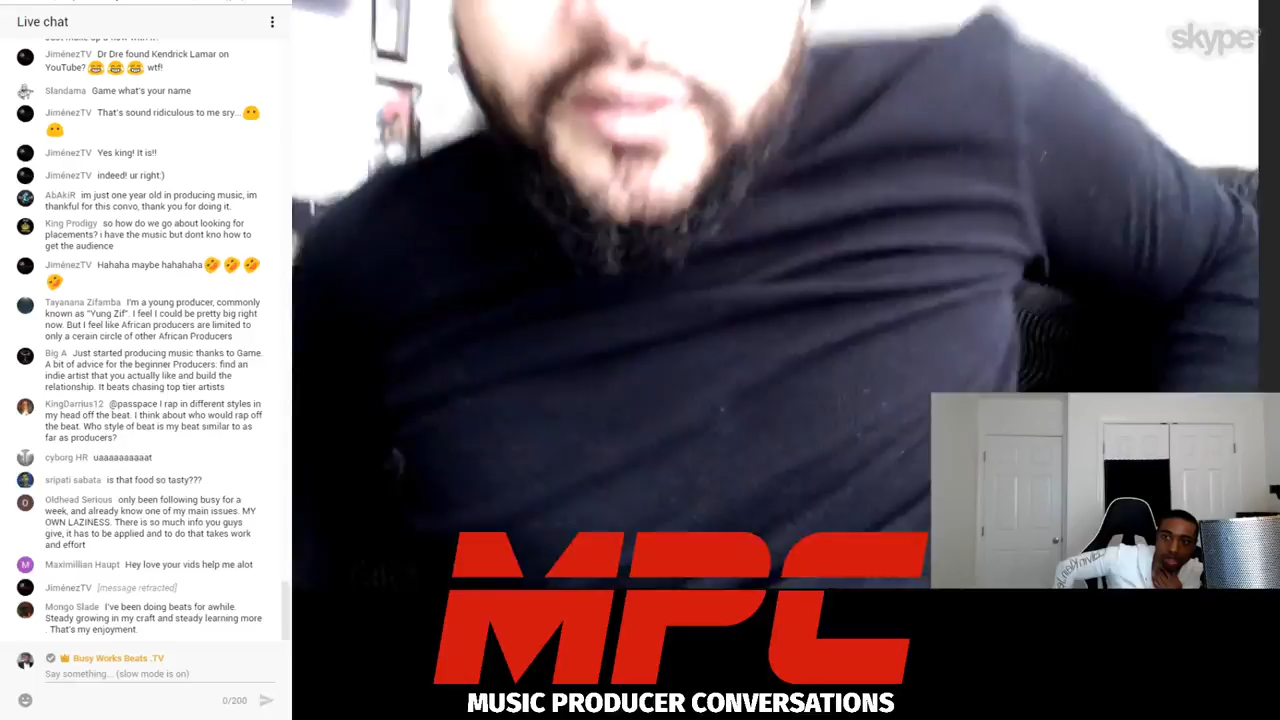 Live chat
JiménezTV Dr Dre found Kendrick Lamar on
YouTube? 😂 😂 😂 wtf!
Slandama Game what's your name
JiménezTV That's sound ridiculous to me sry...😶
😶
JiménezTV Yes king! It is!!
JiménezTV indeed! ur right:)
AbAkiR im just one year old in producing music, im
thankful for this convo, thank you for doing it.
King Prodigy so how do we go about looking for
placements? i have the music but dont kno how to
get the audience
JiménezTV Hahaha maybe hahahaha🤣 🤣 🤣
🤣
Tayanana Zifamba I'm a young producer, commonly
known as "Yung Zif". I feel I could be pretty big right
now. But I feel like African producers are limited to
only a cerain circle of other African Producers
Big A Just started producing music thanks to Game.
A bit of advice for the beginner Producers: find an
indie artist that you actually like and build the
relationship. It beats chasing top tier artists
KingDarrius12 @passpace I rap in different styles in
my head off the beat. I think about who would rap off
the beat. Who style of beat is my beat similar to as
far as producers?
cyborg HR uaaaaaaaaaat
sripati sabata is that food so tasty???
Oldhead Serious only been following busy for a
week, and already know one of my main issues. MY
OWN LAZINESS. There is so much info you guys
give, it has to be applied and to do that takes work
and effort
Maximillian Haupt Hey love your vids help me alot
JiménezTV [message retracted]
Mongo Slade I've been doing beats for awhile.
Steady growing in my craft and steady learning more
. That's my enjoyment.
Busy Works Beats .TV
Say something... (slow mode is on)
0/200
skype
MPC
MUSIC PRODUCER CONVERSATIONS